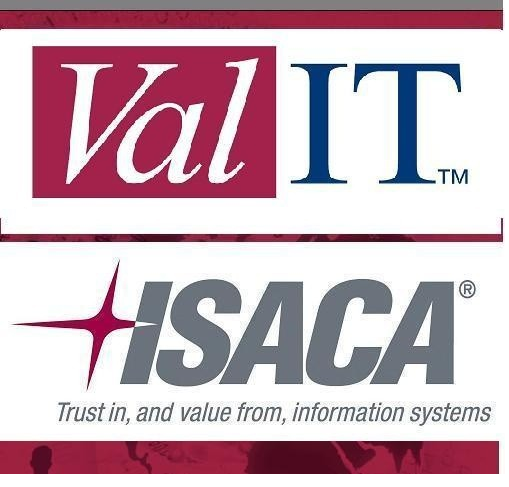 Val IT™
ISACA®
Trust in, and value from, information systems